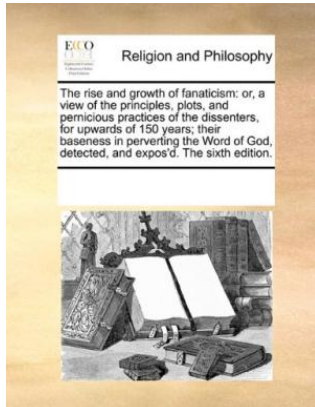 ECCO
Religion and Philosophy
The rise and growth of fanaticism: or, a
view of the principles, plots, and
pernicious practices of the dissenters,
for upwards of 150 years; their
baseness in perverting the Word of God,
detected, and expos'd. The sixth edition.